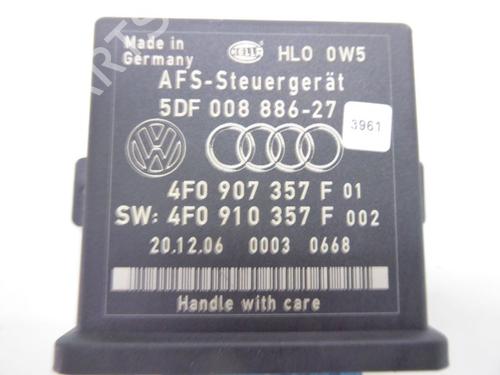 Made in
Germany
HELLA
HLO 0W5
AFS-Steuergerät
5DF 008 886-27
3961
4F0 907 357 F 01
SW: 4F0 910 357 F 002
20.12.06 0003 0668
Handle with care